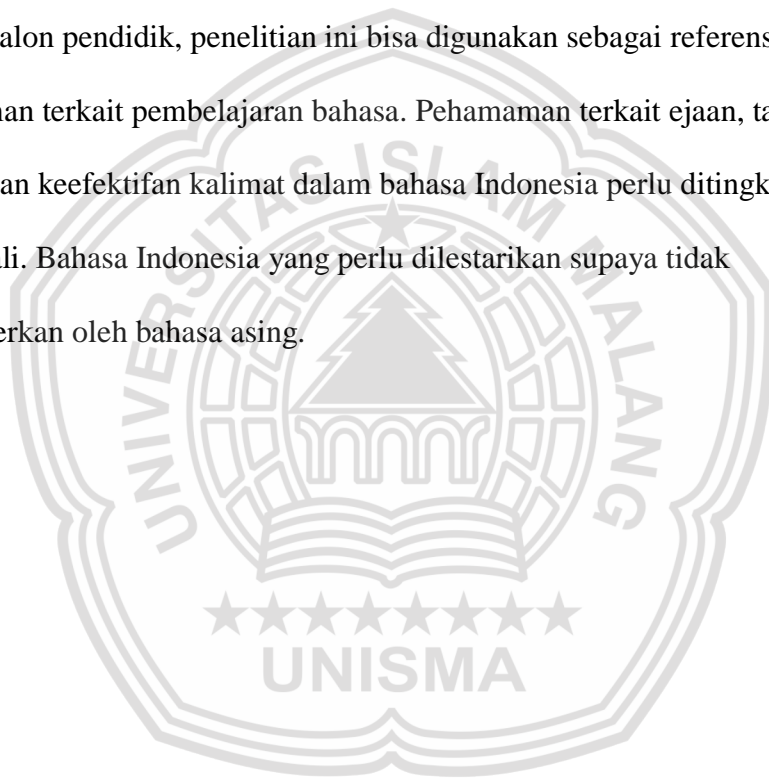 alon pendidik, penelitian ini bisa digunakan sebagai referens
an terkait pembelajaran bahasa. Pehamaman terkait ejaan, ta
an keefektifan kalimat dalam bahasa Indonesia perlu ditingk
li. Bahasa Indonesia yang perlu dilestarikan supaya tidak
erkan oleh bahasa asing.
UNIVERSITAS ISLAM MALANG
UNISMA